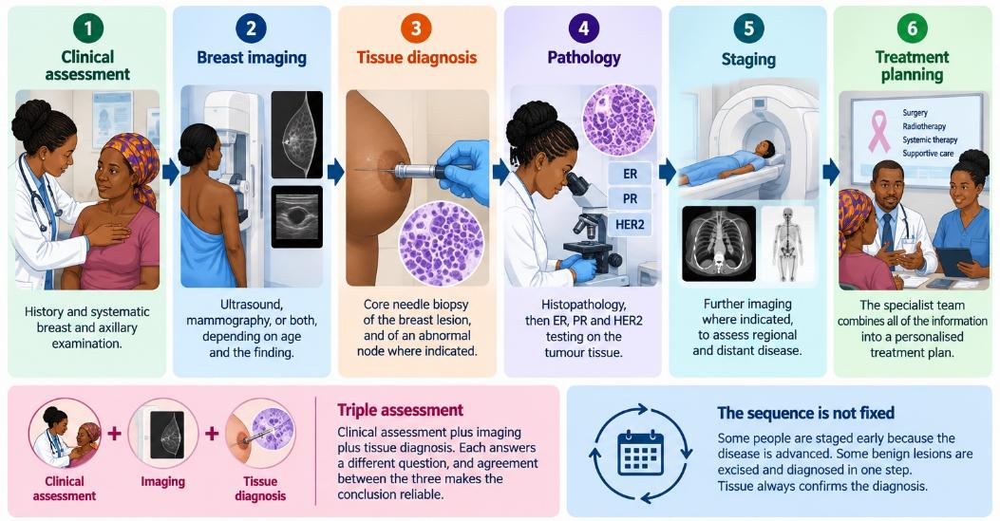 1
Clinical
assessment
History and systematic
breast and axillary
examination.
2
Breast imaging
Ultrasound,
mammography, or both,
depending on age
and the finding.
3
Tissue diagnosis
Core needle biopsy
of the breast lesion,
and of an abnormal
node where indicated.
4
Pathology
ER
PR
HER2
Histopathology,
then ER, PR and HER2
testing on the
tumour tissue.
5
Staging
Further imaging
where indicated,
to assess regional
and distant disease.
6
Treatment
planning
Surgery
Radiotherapy
Systemic therapy
Supportive care
The specialist team
combines all of the information
into a personalised
treatment plan.
Clinical
assessment
+
Imaging
+
Tissue
diagnosis
Triple assessment
Clinical assessment plus imaging
plus tissue diagnosis. Each answers
a different question, and agreement
between the three makes the
conclusion reliable.
The sequence is not fixed
Some people are staged early because the
disease is advanced. Some benign lesions are
excised and diagnosed in one step.
Tissue always confirms the diagnosis.